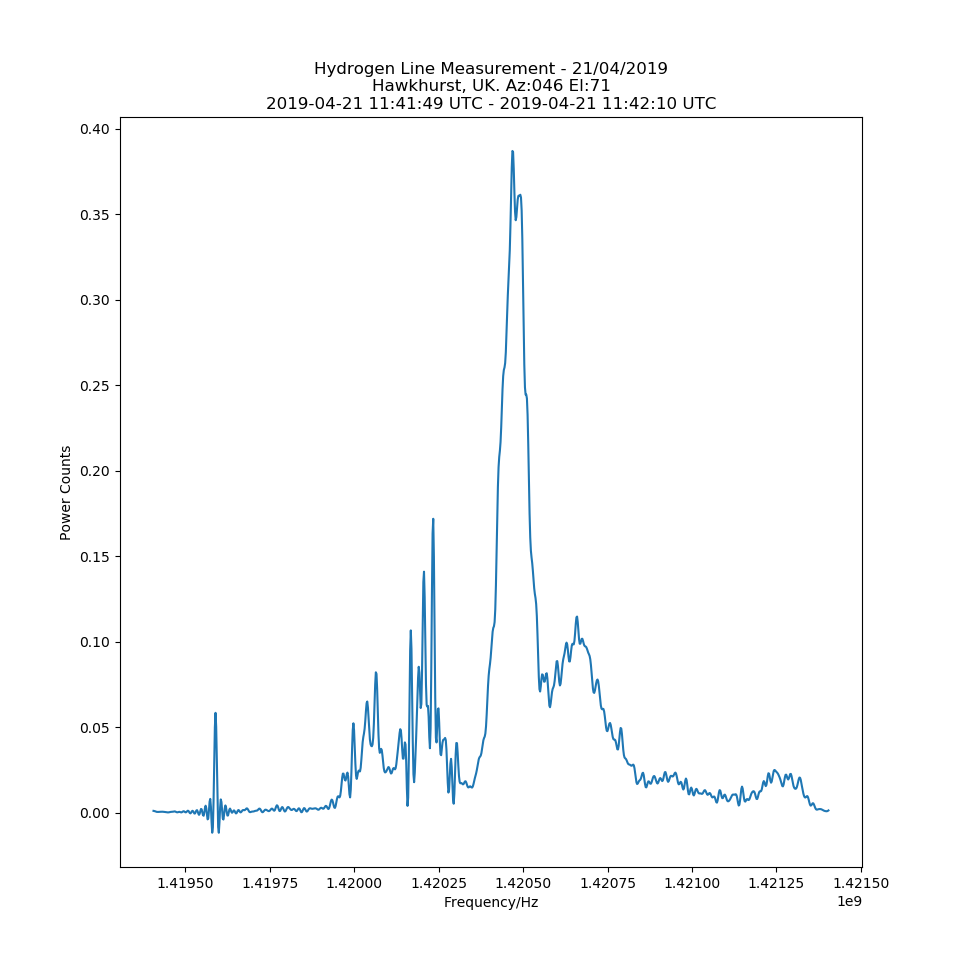 Hydrogen Line Measurement - 21/04/2019
Hawkhurst, UK. Az:046 El:71
2019-04-21 11:41:49 UTC - 2019-04-21 11:42:10 UTC
0.40
0.35
0.30
0.25
0.20
0.15
0.10
0.05
0.00
Power Counts
1.41950 1.41975 1.42000 1.42025 1.42050 1.42075 1.42100 1.42125 1.42150
Frequency/Hz
1e9